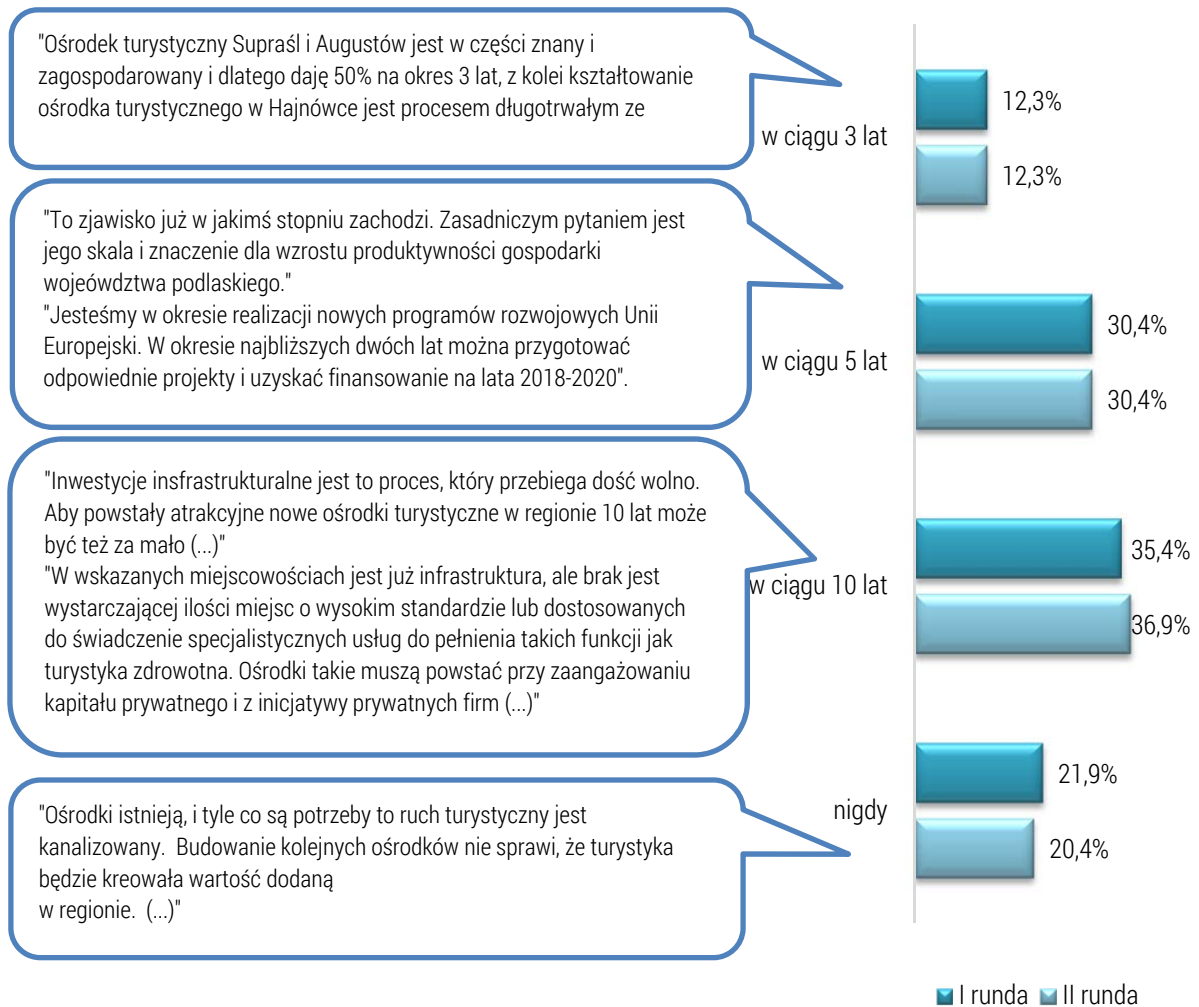 "Ośrodek turystyczny Supraśl i Augustów jest w części znany i
zagospodarowany i dlatego daję 50% na okres 3 lat, z kolei kształtowanie
ośrodka turystycznego w Hajnówce jest procesem długotrwałym ze
w ciągu 3 lat
12,3%
12,3%
"To zjawisko już w jakimś stopniu zachodzi. Zasadniczym pytaniem jest
jego skala i znaczenie dla wzrostu produktywności gospodarki
wojeówdztwa podlaskiego."
"Jesteśmy w okresie realizacji nowych programów rozwojowych Unii
Europejski. W okresie najbliższych dwóch lat można przygotować
odpowiednie projekty i uzyskać finansowanie na lata 2018-2020".
w ciągu 5 lat
30,4%
30,4%
"Inwestycje insfrastrukturalne jest to proces, który przebiega dość wolno.
Aby powstały atrakcyjne nowe ośrodki turystyczne w regionie 10 lat może
być też za mało (...)"
"W wskazanych miejscowościach jest już infrastruktura, ale brak jest
wystarczającej ilości miejsc o wysokim standardzie lub dostosowanych
do świadczenie specjalistycznych usług do pełnienia takich funkcji jak
turystyka zdrowotna. Ośrodki takie muszą powstać przy zaangażowaniu
kapitału prywatnego i z inicjatywy prywatnych firm (...)"
w ciągu 10 lat
35,4%
36,9%
"Ośrodki istnieją, i tyle co są potrzeby to ruch turystyczny jest
kanalizowany. Budowanie kolejnych ośrodków nie sprawi, że turystyka
będzie kreowała wartość dodaną
w regionie. (...)"
nigdy
21,9%
20,4%
I runda II runda